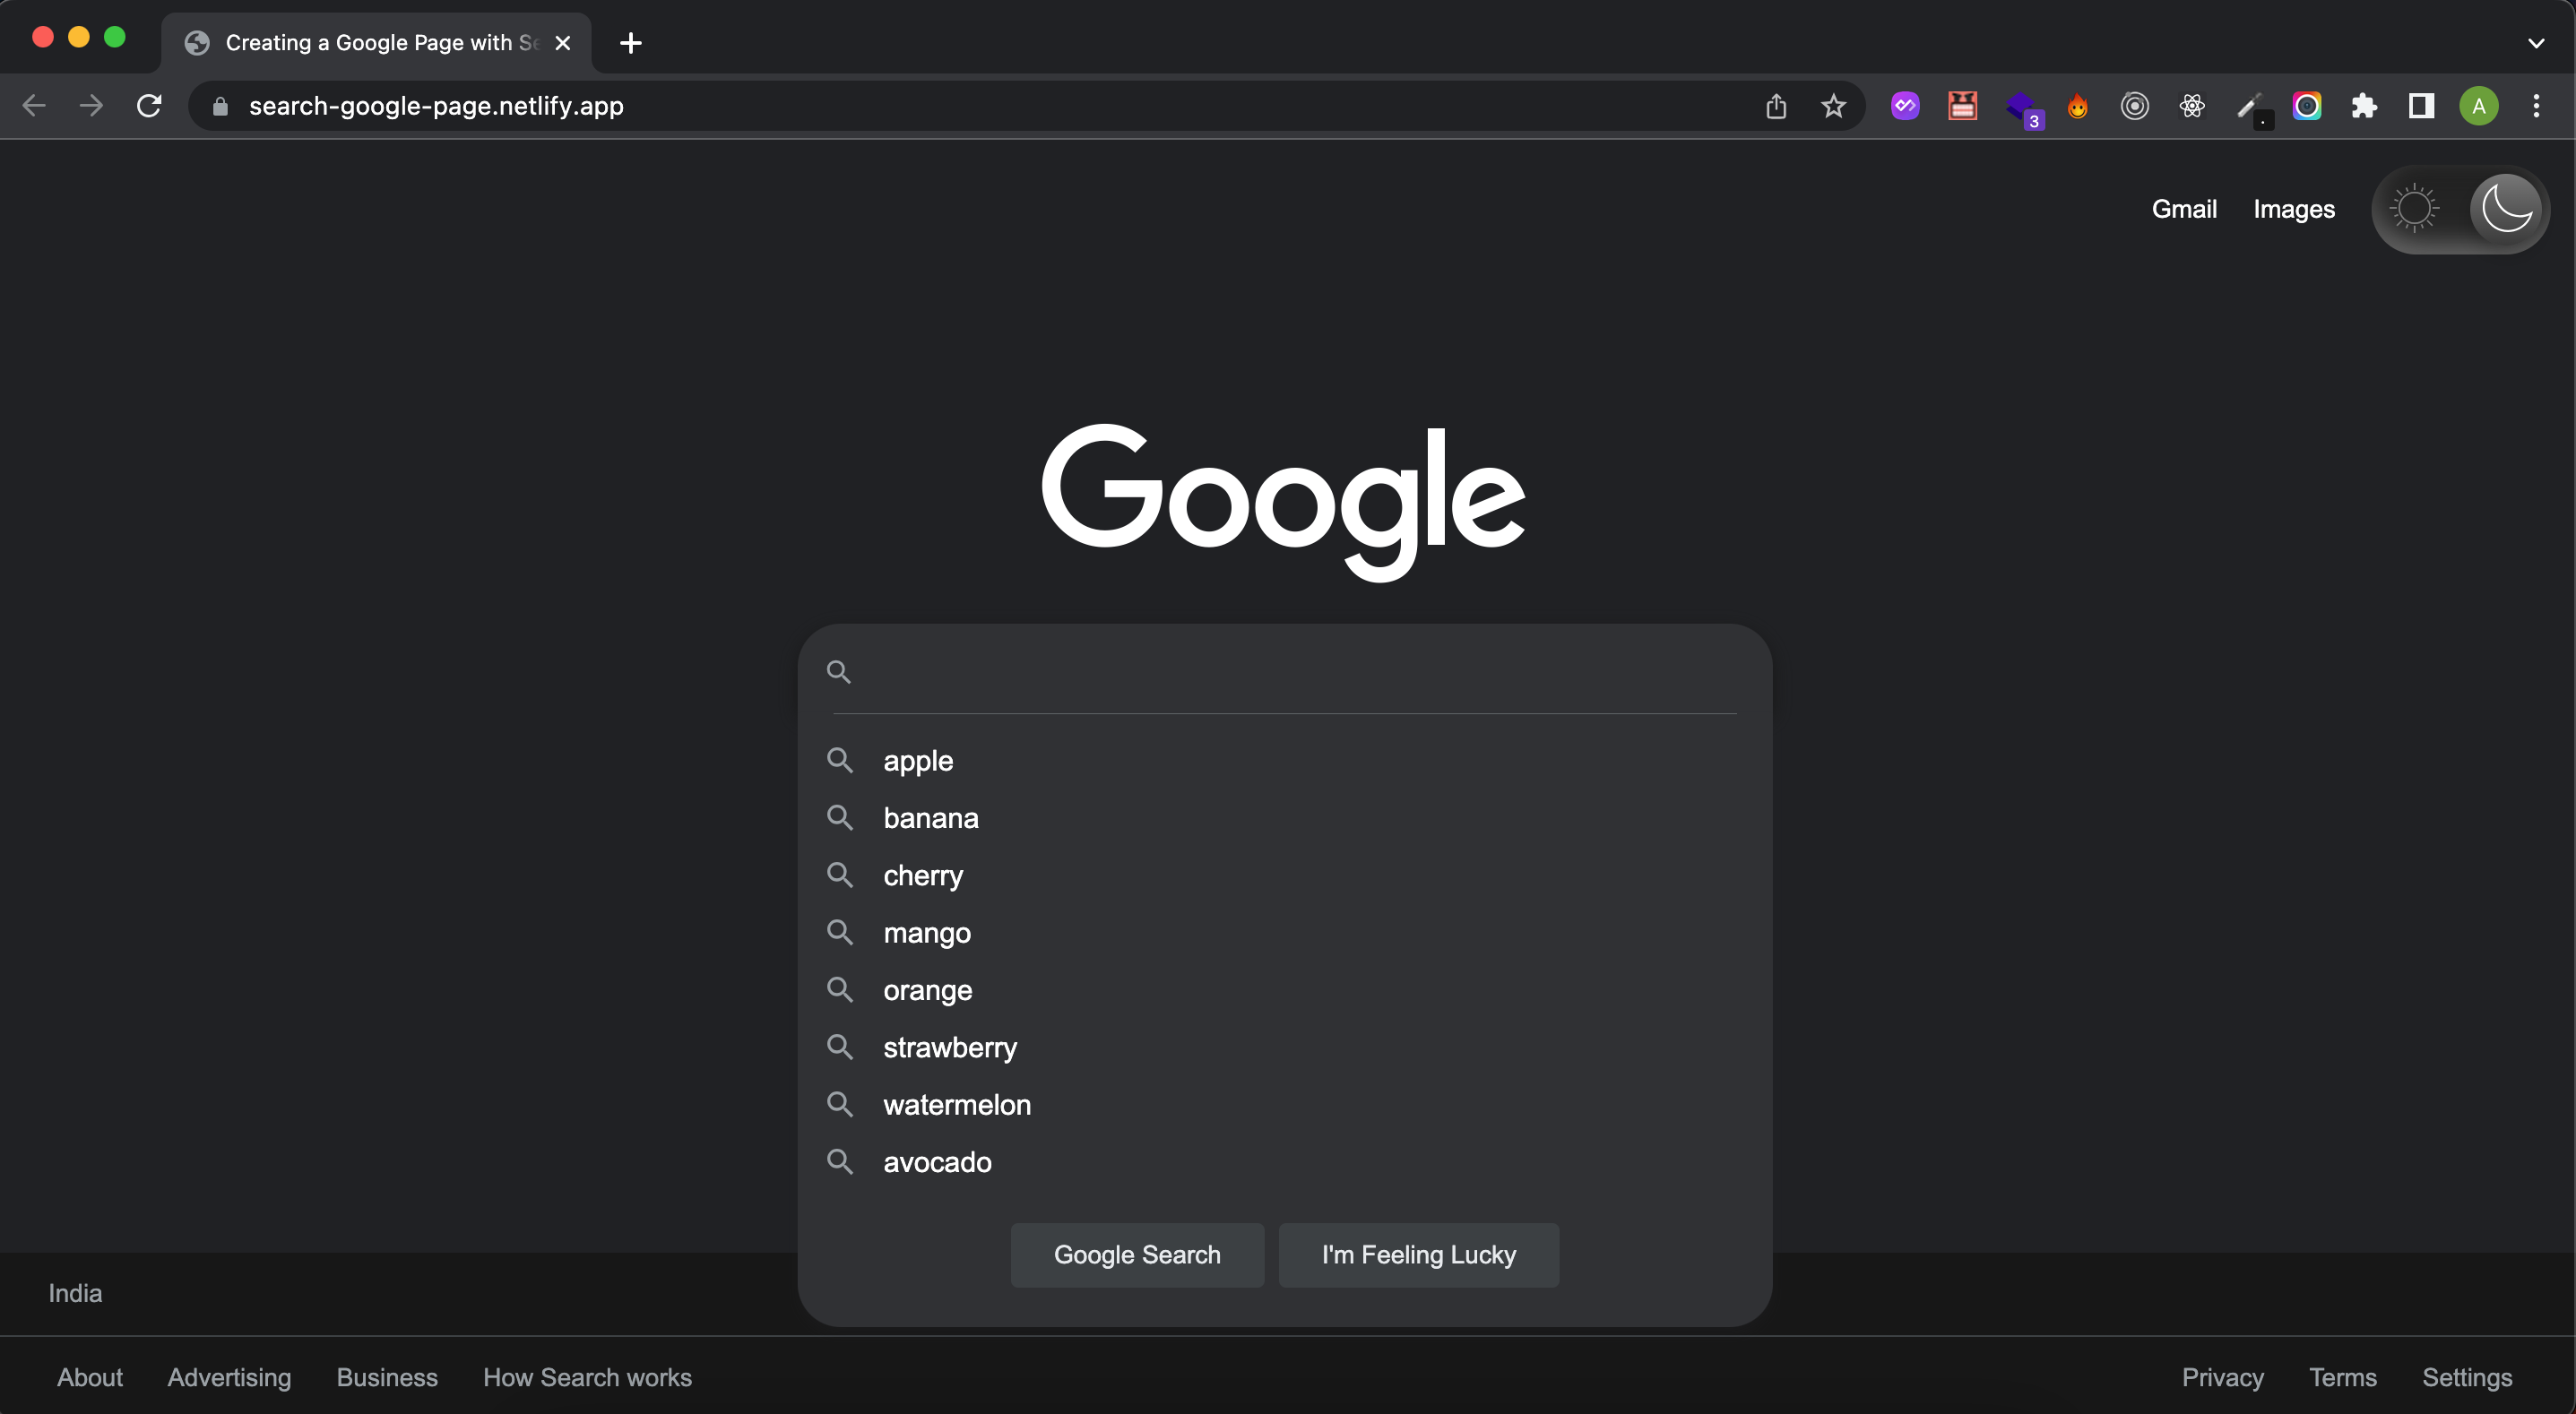 Creating a Google Page with Se
search-google-page.netlify.app
3
A
Gmail Images
Google
apple
banana
cherry
mango
orange
strawberry
watermelon
avocado
Google Search I'm Feeling Lucky
India
About Advertising Business How Search works Privacy Terms Settings